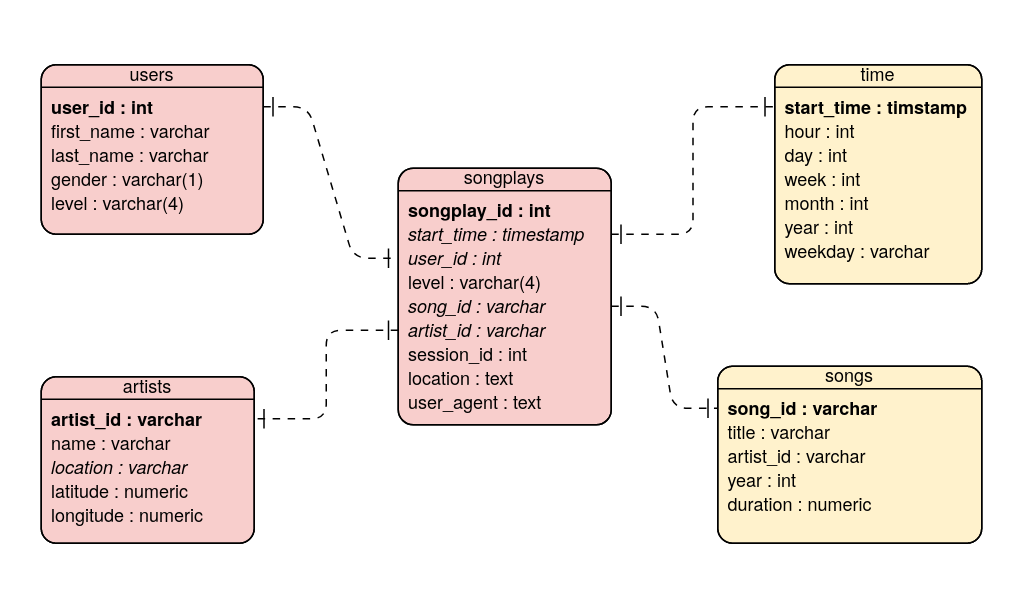 users
user_id : int
first_name : varchar
last_name : varchar
gender : varchar(1)
level : varchar(4)
time
start_time : timstamp
hour : int
day : int
week : int
month : int
year : int
weekday : varchar
songplays
songplay_id : int
start_time : timestamp
user_id : int
level : varchar(4)
song_id : varchar
artist_id : varchar
session_id : int
location : text
user_agent : text
artists
artist_id : varchar
name : varchar
location : varchar
latitude : numeric
longitude : numeric
songs
song_id : varchar
title : varchar
artist_id : varchar
year : int
duration : numeric